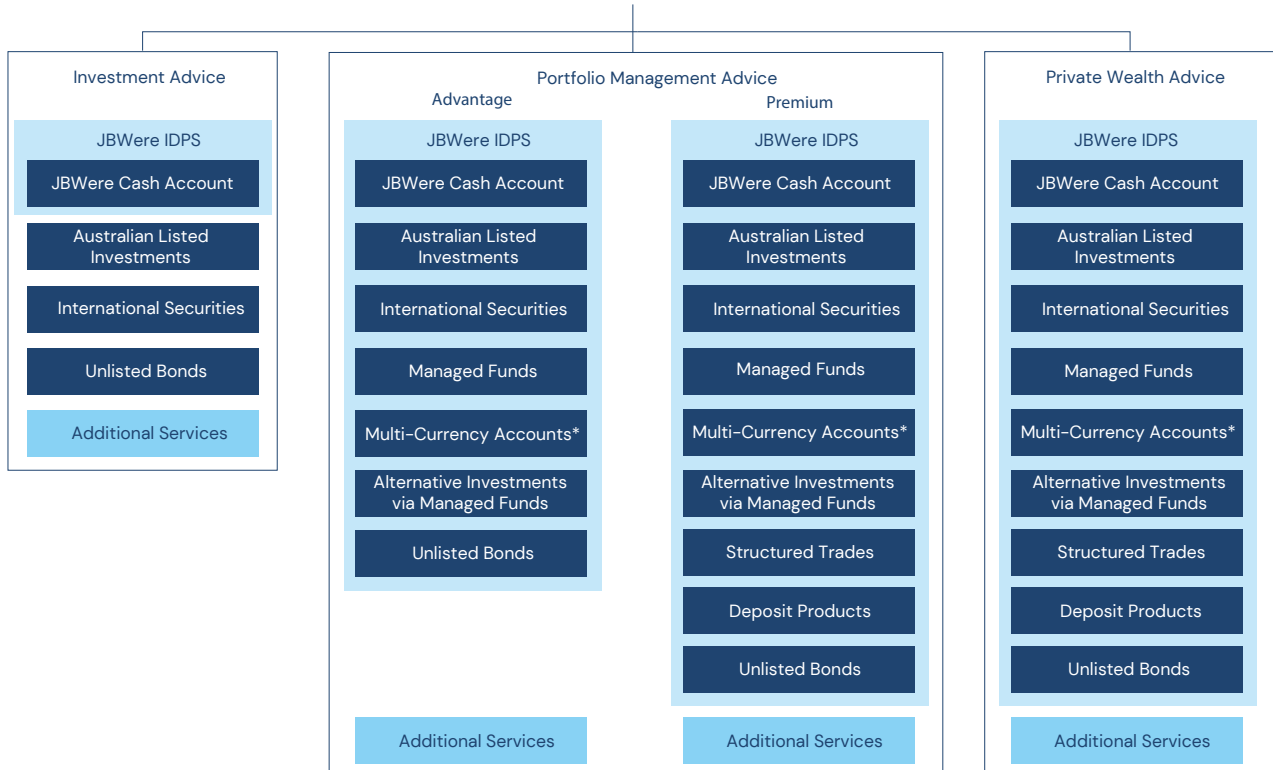 Investment Advice
JBWere IDPS
JBWere Cash Account
Australian Listed
Investments
International Securities
Unlisted Bonds
Additional Services
Portfolio Management Advice
Advantage
JBWere IDPS
JBWere Cash Account
Australian Listed
Investments
International Securities
Managed Funds
Multi-Currency Accounts*
Alternative Investments
via Managed Funds
Unlisted Bonds
Additional Services
Premium
JBWere IDPS
JBWere Cash Account
Australian Listed
Investments
International Securities
Managed Funds
Multi-Currency Accounts*
Alternative Investments
via Managed Funds
Structured Trades
Deposit Products
Unlisted Bonds
Additional Services
Private Wealth Advice
JBWere IDPS
JBWere Cash Account
Australian Listed
Investments
International Securities
Managed Funds
Multi-Currency Accounts*
Alternative Investments
via Managed Funds
Structured Trades
Deposit Products
Unlisted Bonds
Additional Services